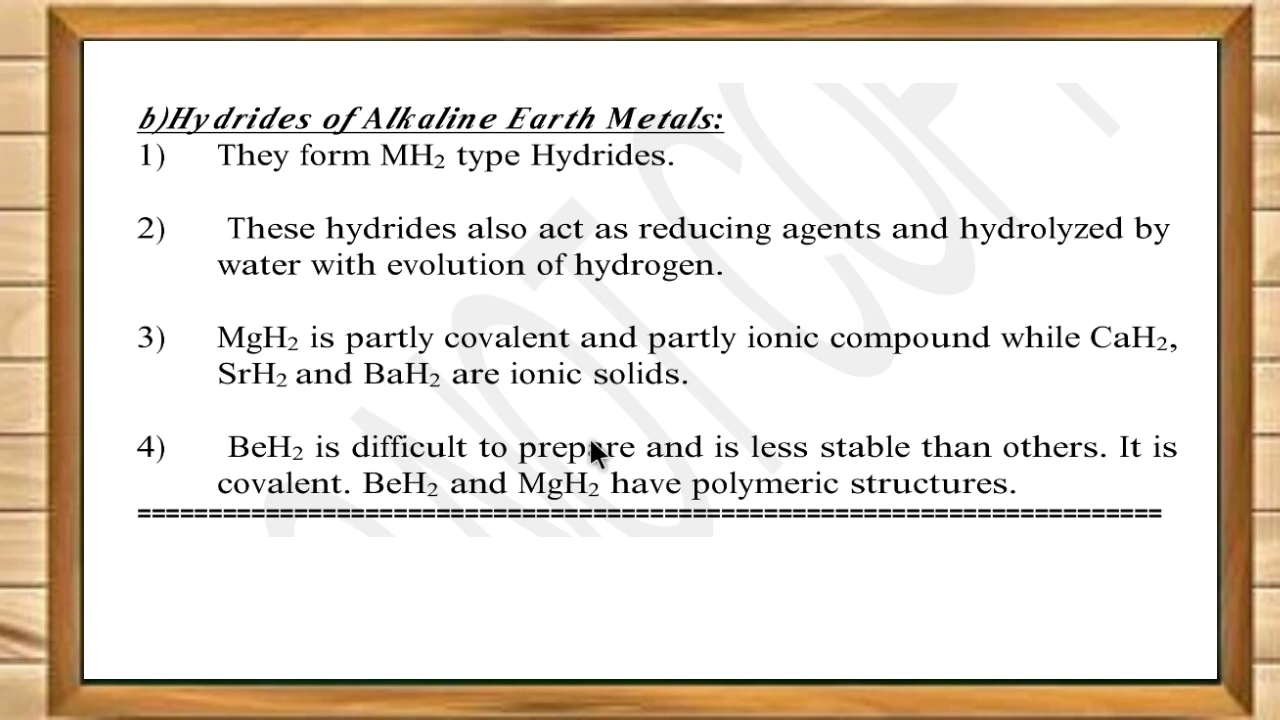 b)Hydrides of Alkaline Earth Metals:
1) They form MH₂ type Hydrides.
2) These hydrides also act as reducing agents and hydrolyzed by
water with evolution of hydrogen.
3) MgH₂ is partly covalent and partly ionic compound while CaH₂,
SrH₂ and BaH₂ are ionic solids.
4) BeH₂ is difficult to prepare and is less stable than others. It is
covalent. BeH₂ and MgH₂ have polymeric structures.